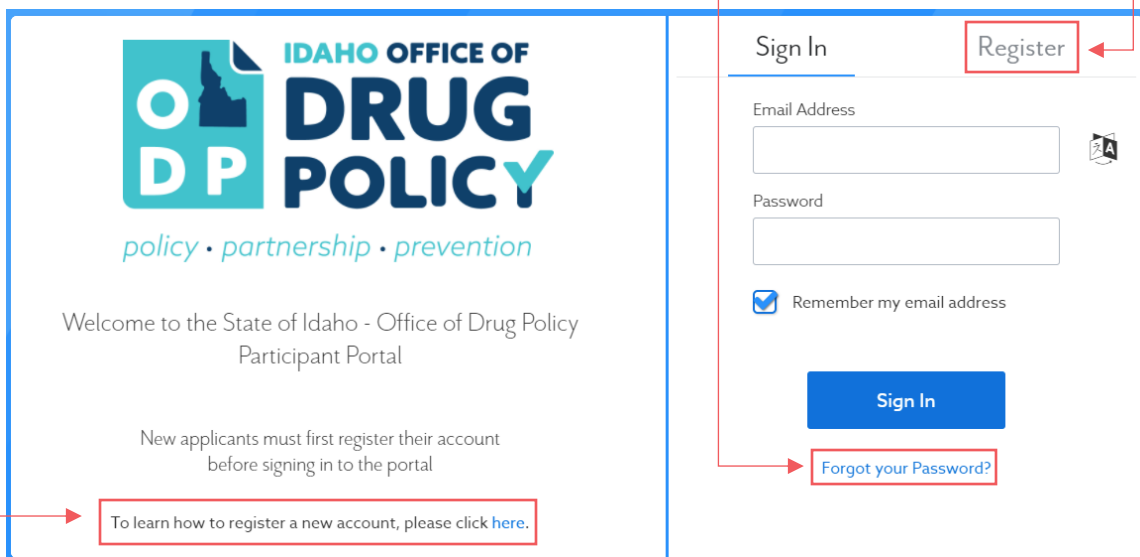 IDAHO OFFICE OF
DRUG
POLICY
O
D P
policy • partnership • prevention
Welcome to the State of Idaho - Office of Drug Policy
Participant Portal
New applicants must first register their account
before signing in to the portal
To learn how to register a new account, please click here.
Sign In
Register
Email Address
Password
Remember my email address
Sign In
Forgot your Password?